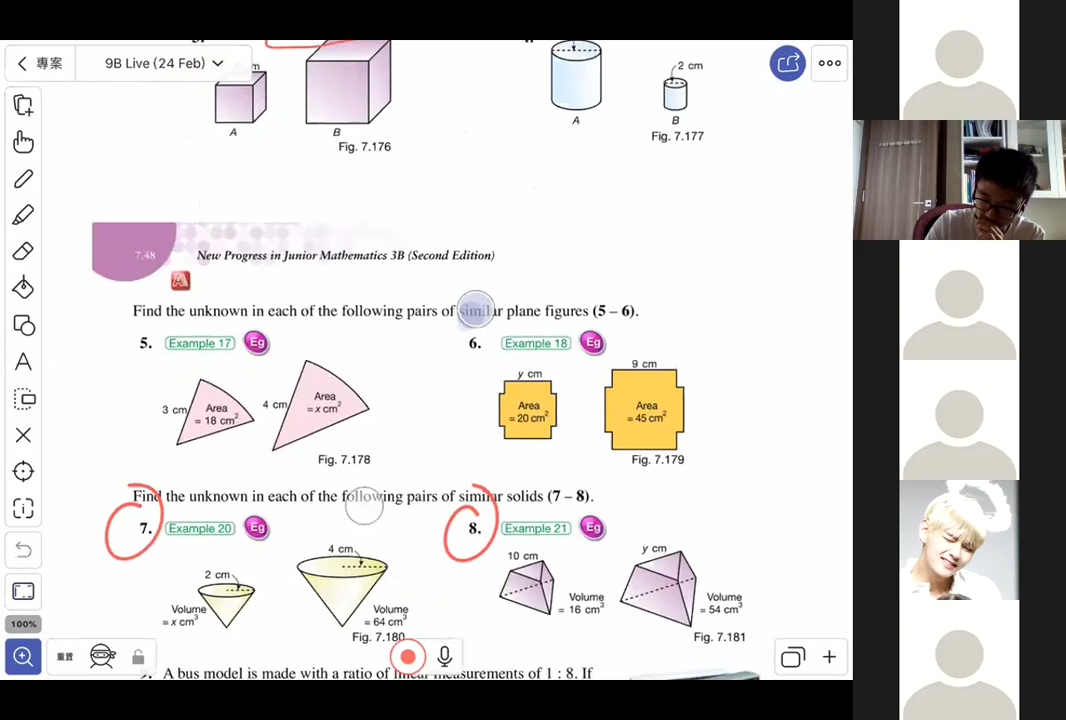 専案
9B Live (24 Feb)
2 cm
A
B
Fig. 7.176
A
B
Fig. 7.177
7.48
New Progress in Junior Mathematics 3B (Second Edition)
Find the unknown in each of the following pairs of similar plane figures (5 – 6).
5. Example 17 Eg
6. Example 18 Eg
3 cm
Area
= 18 cm²
4 cm
Area
= x cm²
Fig. 7.178
y cm
Area
= 20 cm²
9 cm
Area
= 45 cm²
Fig. 7.179
Find the unknown in each of the following pairs of similar solids (7 – 8).
7. Example 20 Eg
8. Example 21 Eg
2 cm
Volume
= x cm³
4 cm
Volume
= 64 cm³
Fig. 7.180
10 cm
Volume
= 16 cm³
y cm
Volume
= 54 cm³
Fig. 7.181
A bus model is made with a ratio of linear measurements of 1 : 8. If
100%
重置